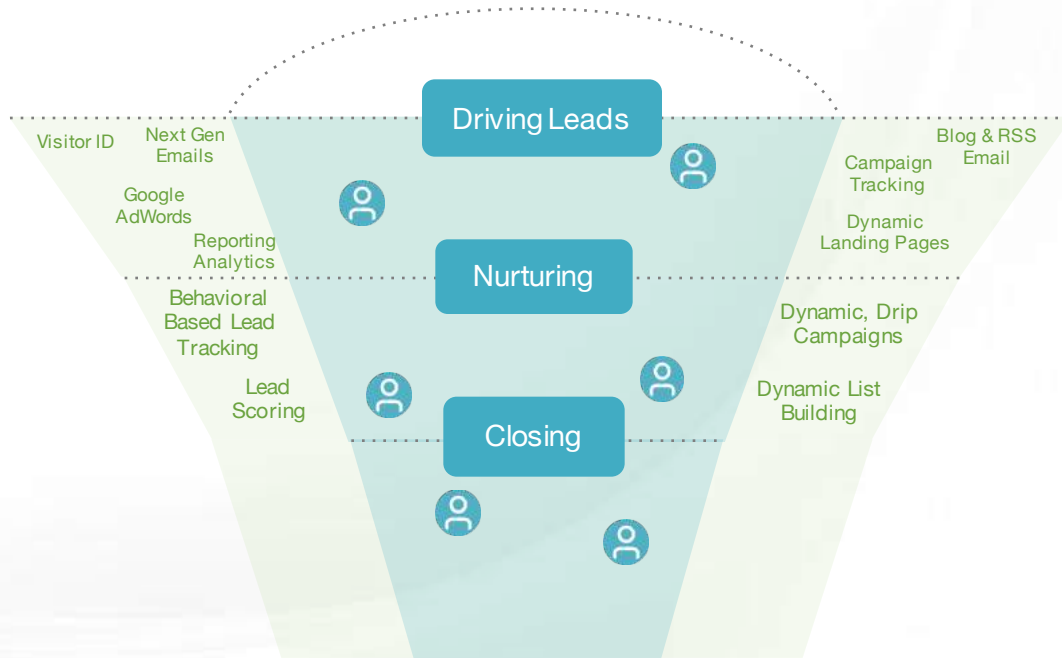 Driving Leads
Visitor ID
Next Gen
Emails
Google
AdWords
Reporting
Analytics
Blog & RSS
Email
Campaign
Tracking
Dynamic
Landing Pages
Nurturing
Behavioral
Based Lead
Tracking
Lead
Scoring
Dynamic, Drip
Campaigns
Dynamic List
Building
Closing